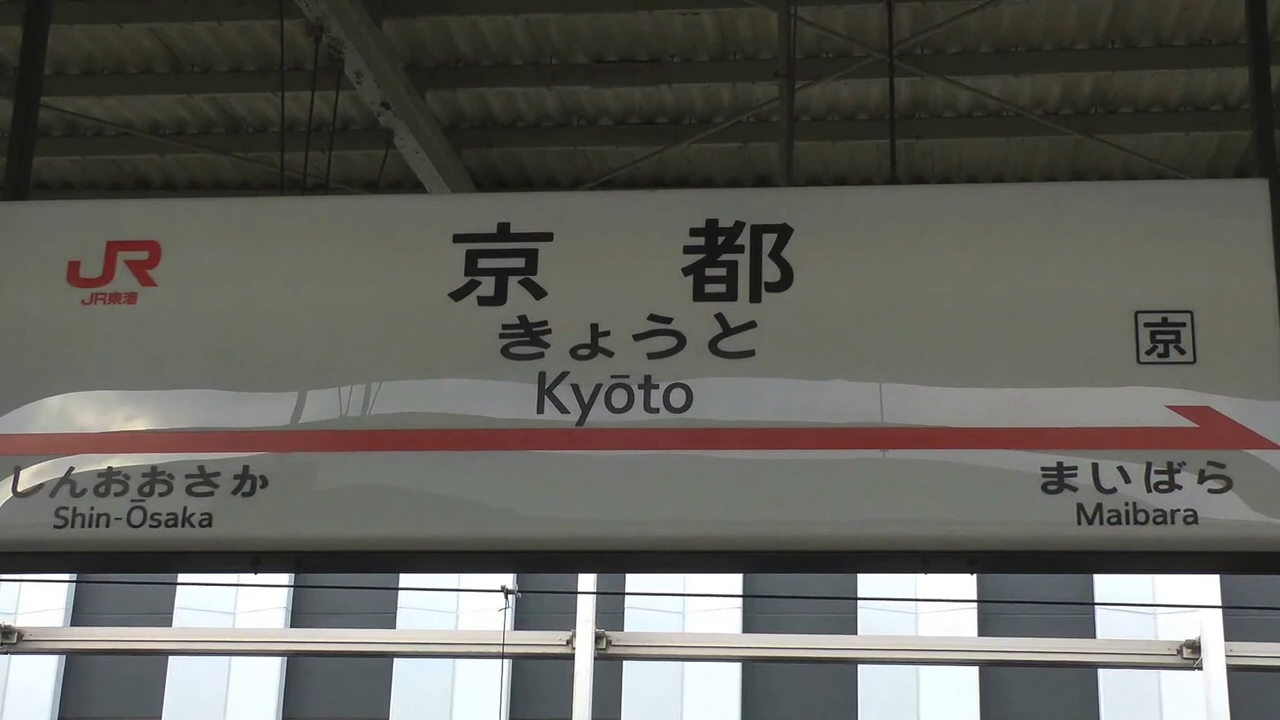 JR
JR東海
京都
きょうと
Kyōto
京
しんおおさか
Shin-Ōsaka
まいばら
Maibara